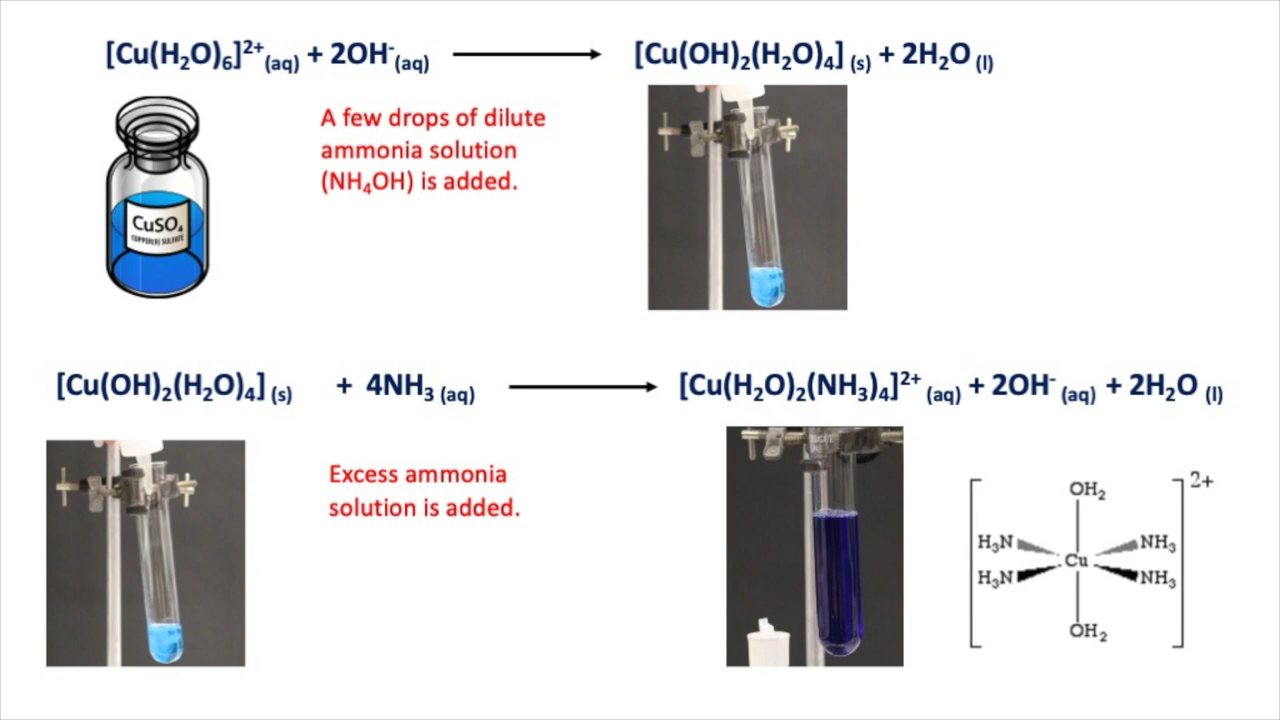 [Cu(H₂O)₆]²⁺(aq) + 2OH⁻(aq) ⟶ [Cu(OH)₂(H₂O)₄] (s) + 2H₂O (l)
A few drops of dilute
ammonia solution
(NH₄OH) is added.
CuSO₄
COPPER(II) SULFATE
[Cu(OH)₂(H₂O)₄] (s) + 4NH₃ (aq) ⟶ [Cu(H₂O)₂(NH₃)₄]²⁺ (aq) + 2OH⁻ (aq) + 2H₂O (l)
Excess ammonia
solution is added.
2+
OH₂
H₃N NH₃
Cu
H₃N NH₃
OH₂